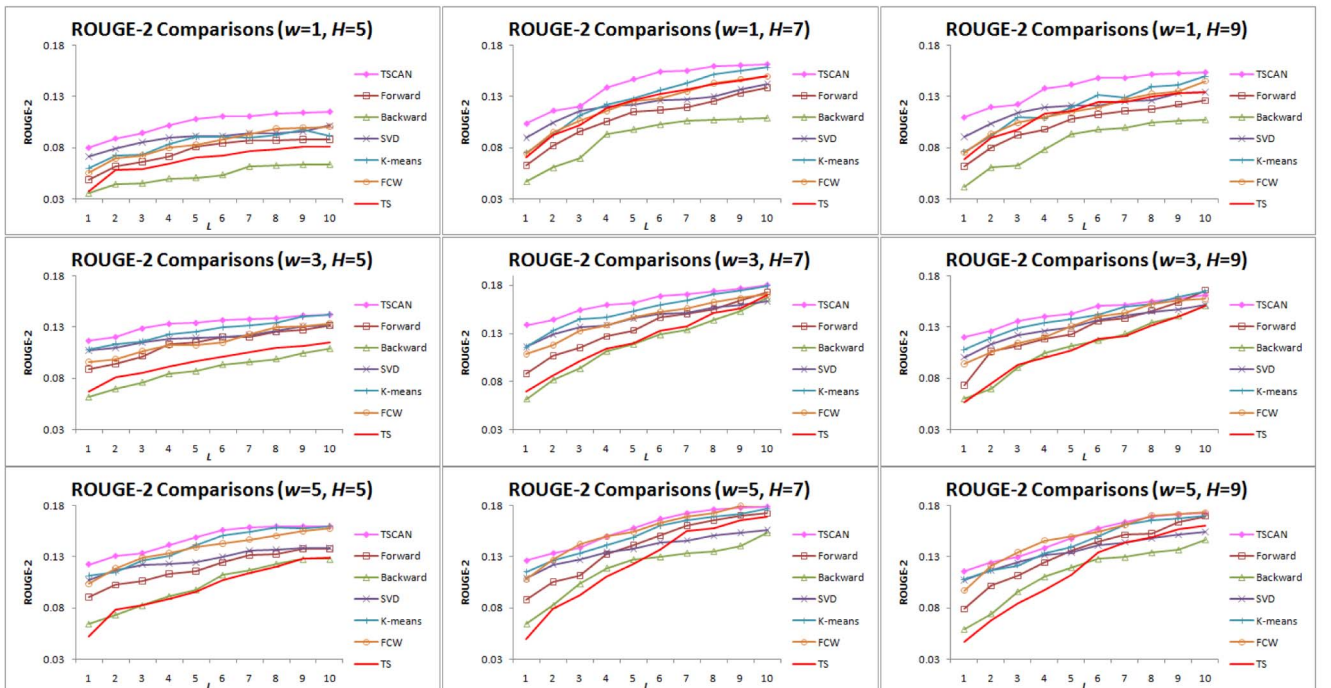 ROUGE-2 Comparisons (w=1, H=5)
0.18
0.13
0.08
0.03
ROUGE-2
1 2 3 4 5 6 7 8 9 10
L
TSCAN
Forward
Backward
SVD
K-means
FCW
TS
ROUGE-2 Comparisons (w=1, H=7)
0.18
0.13
0.08
0.03
ROUGE-2
1 2 3 4 5 6 7 8 9 10
L
TSCAN
Forward
Backward
SVD
K-means
FCW
TS
ROUGE-2 Comparisons (w=1, H=9)
0.18
0.13
0.08
0.03
ROUGE-2
1 2 3 4 5 6 7 8 9 10
L
TSCAN
Forward
Backward
SVD
K-means
FCW
TS
ROUGE-2 Comparisons (w=3, H=5)
0.18
0.13
0.08
0.03
ROUGE-2
1 2 3 4 5 6 7 8 9 10
L
TSCAN
Forward
Backward
SVD
K-means
FCW
TS
ROUGE-2 Comparisons (w=3, H=7)
0.18
0.13
0.08
0.03
ROUGE-2
1 2 3 4 5 6 7 8 9 10
L
TSCAN
Forward
Backward
SVD
K-means
FCW
TS
ROUGE-2 Comparisons (w=3, H=9)
0.18
0.13
0.08
0.03
ROUGE-2
1 2 3 4 5 6 7 8 9 10
L
TSCAN
Forward
Backward
SVD
K-means
FCW
TS
ROUGE-2 Comparisons (w=5, H=5)
0.18
0.13
0.08
0.03
ROUGE-2
1 2 3 4 5 6 7 8 9 10
L
TSCAN
Forward
Backward
SVD
K-means
FCW
TS
ROUGE-2 Comparisons (w=5, H=7)
0.18
0.13
0.08
0.03
ROUGE-2
1 2 3 4 5 6 7 8 9 10
L
TSCAN
Forward
Backward
SVD
K-means
FCW
TS
ROUGE-2 Comparisons (w=5, H=9)
0.18
0.13
0.08
0.03
ROUGE-2
1 2 3 4 5 6 7 8 9 10
L
TSCAN
Forward
Backward
SVD
K-means
FCW
TS